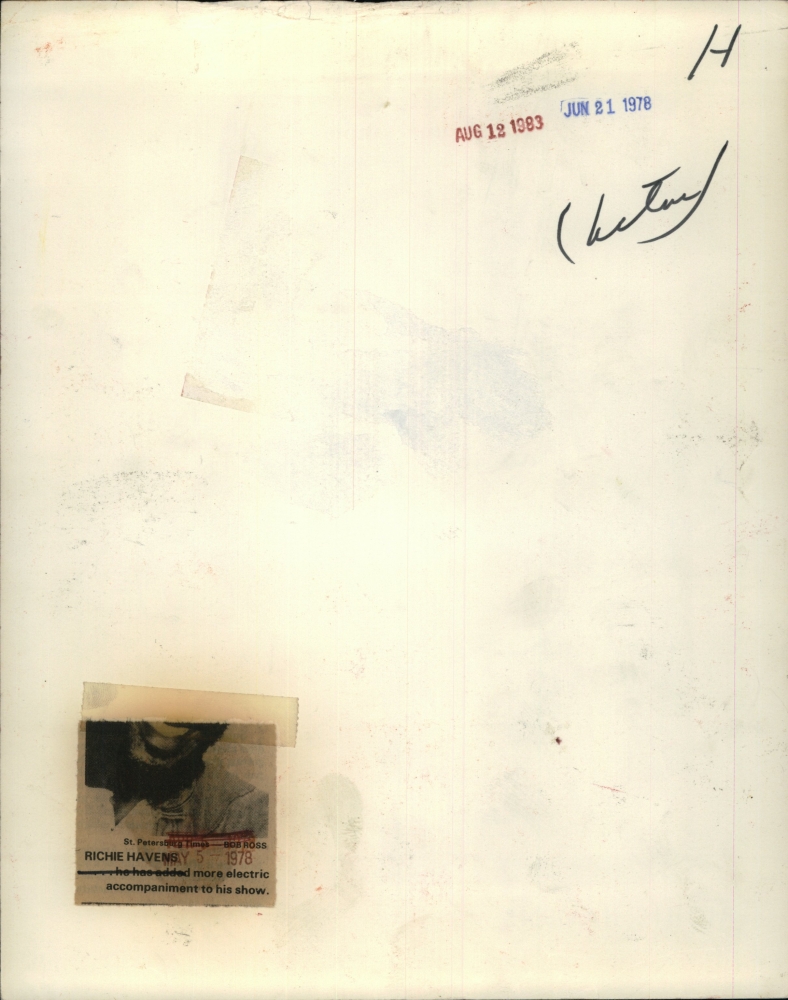 H
JUN 21 1978
AUG 12 1983
St. Petersburg Times — BOB ROSS
RICHIE HAVENS
MAY 5 - 1978
. . . he has added more electric
accompaniment to his show.